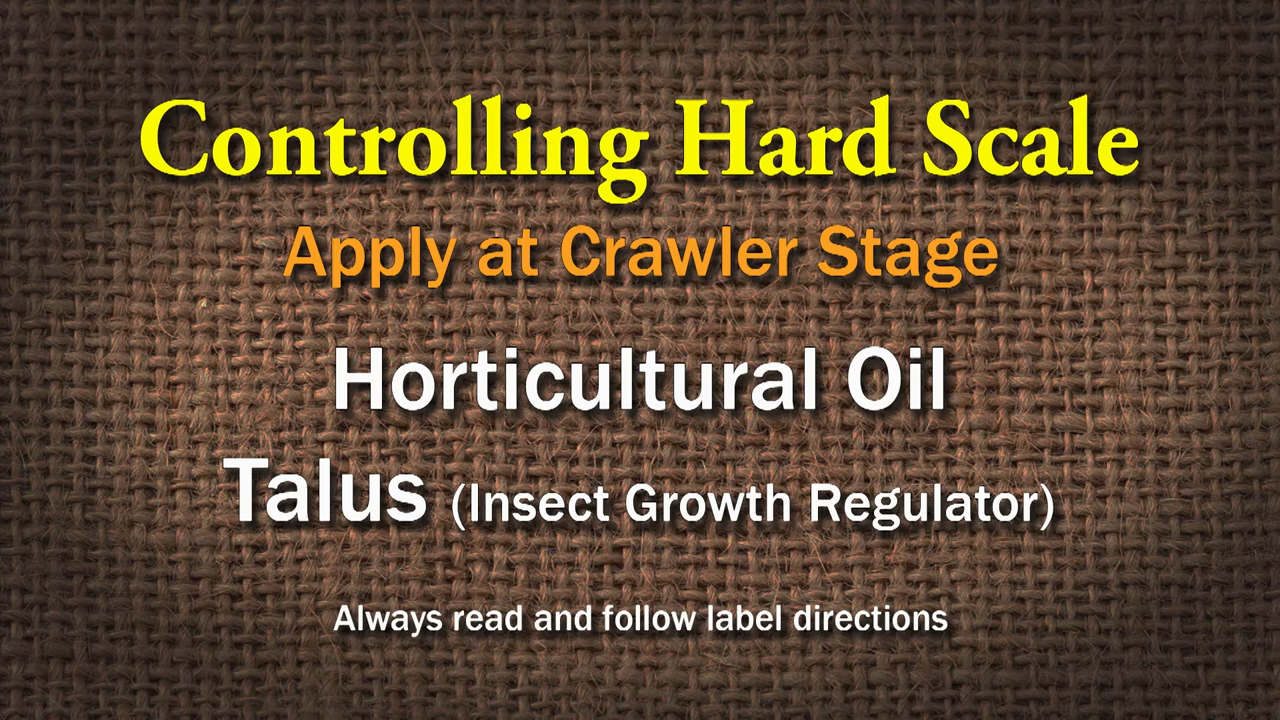 Controlling Hard Scale
Apply at Crawler Stage
Horticultural Oil
Talus (Insect Growth Regulator)
Always read and follow label directions